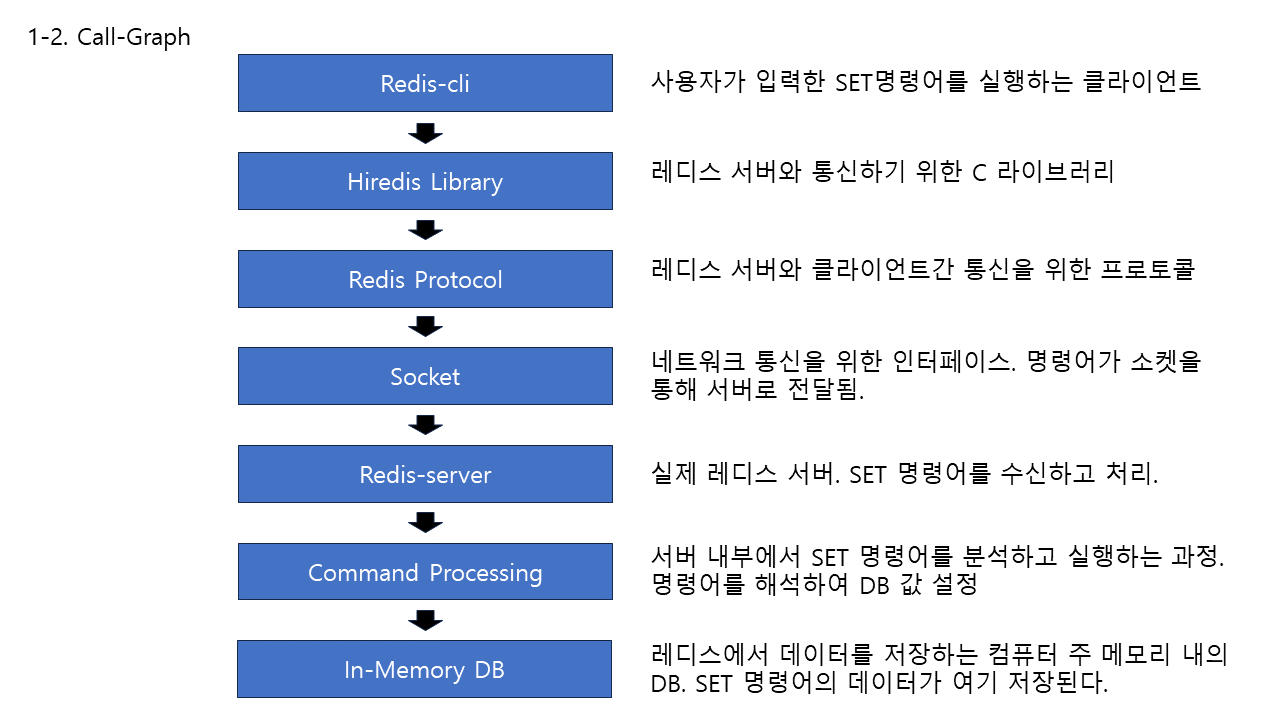 1-2. Call-Graph
Redis-cli
사용자가 입력한 SET명령어를 실행하는 클라이언트
Hiredis Library
레디스 서버와 통신하기 위한 C 라이브러리
Redis Protocol
레디스 서버와 클라이언트간 통신을 위한 프로토콜
Socket
네트워크 통신을 위한 인터페이스. 명령어가 소켓을
통해 서버로 전달됨.
Redis-server
실제 레디스 서버. SET 명령어를 수신하고 처리.
Command Processing
서버 내부에서 SET 명령어를 분석하고 실행하는 과정.
명령어를 해석하여 DB 값 설정
In-Memory DB
레디스에서 데이터를 저장하는 컴퓨터 주 메모리 내의
DB. SET 명령어의 데이터가 여기 저장된다.